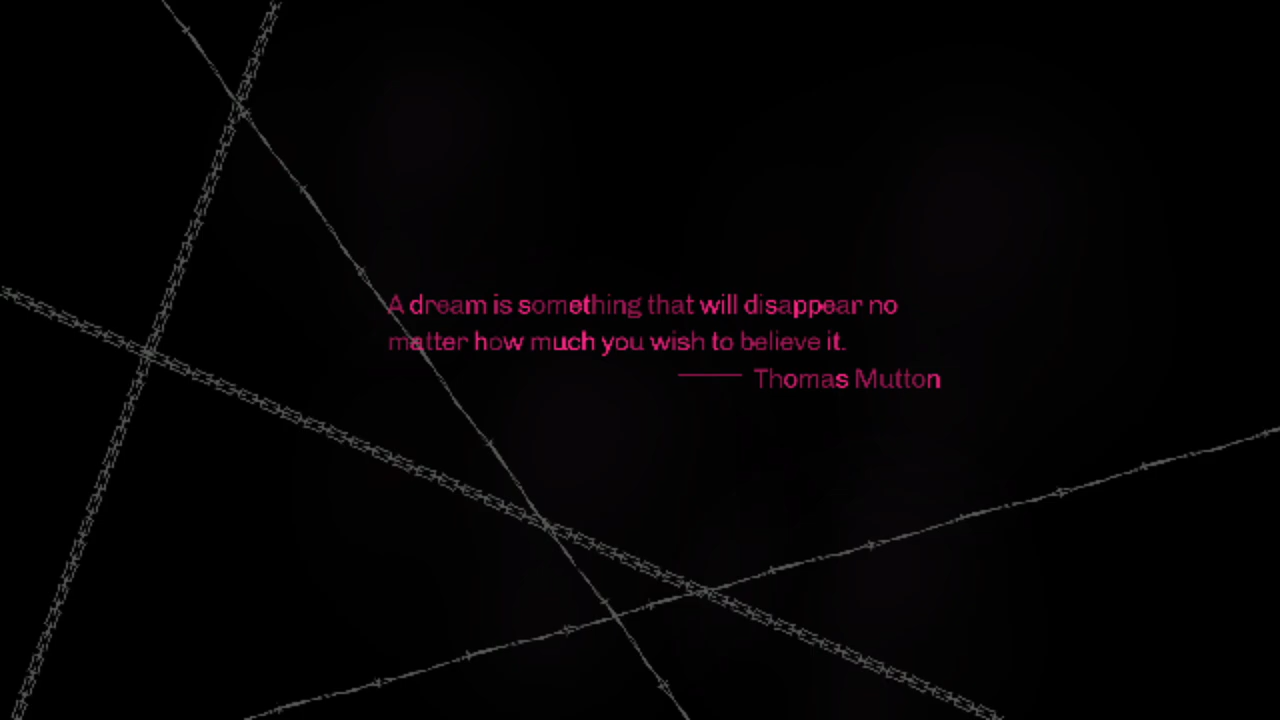 A dream is something that will disappear no
matter how much you wish to believe it.
—— Thomas Mutton